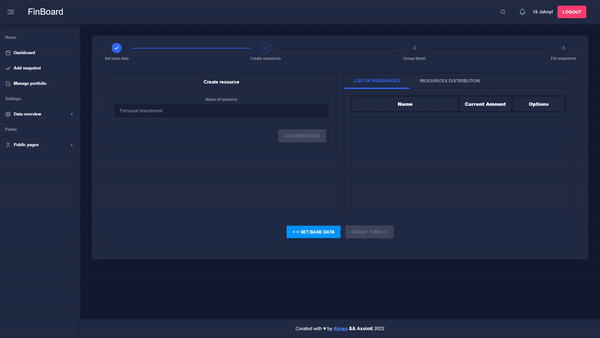 FinBoard
Hi Johny!
LOGOUT
Home
Dashboard
Add snapshot
Manage portfolio
Settings
Data overview
Public
Public pages
2
3
4
Set base data
Create resources
Group them!
Fill snapshots
Create resource
Name of resource
Personal investment
ADD RESOURCE
LIST OF RESOURCES
RESOURCES DISTRIBUTION
Name
Current Amount
Options
<< SET BASE DATA
GROUP THEM >>
Created with ♥ by && Axolotl 2022